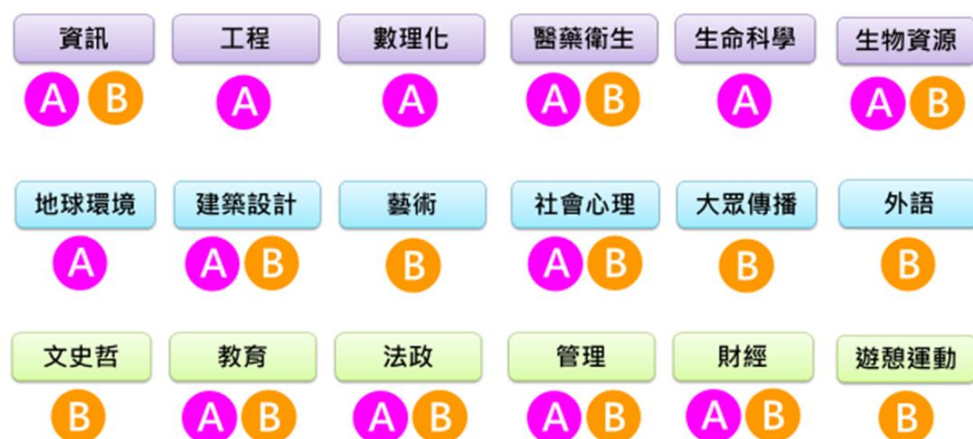 資訊 工程 數理化 醫藥衛生 生命科學 生物資源
A B A A A B A A B
地球環境 建築設計 藝術 社會心理 大眾傳播 外語
A A B B A B B B
文史哲 教育 法政 管理 財經 遊憩運動
B A B A B A B A B B